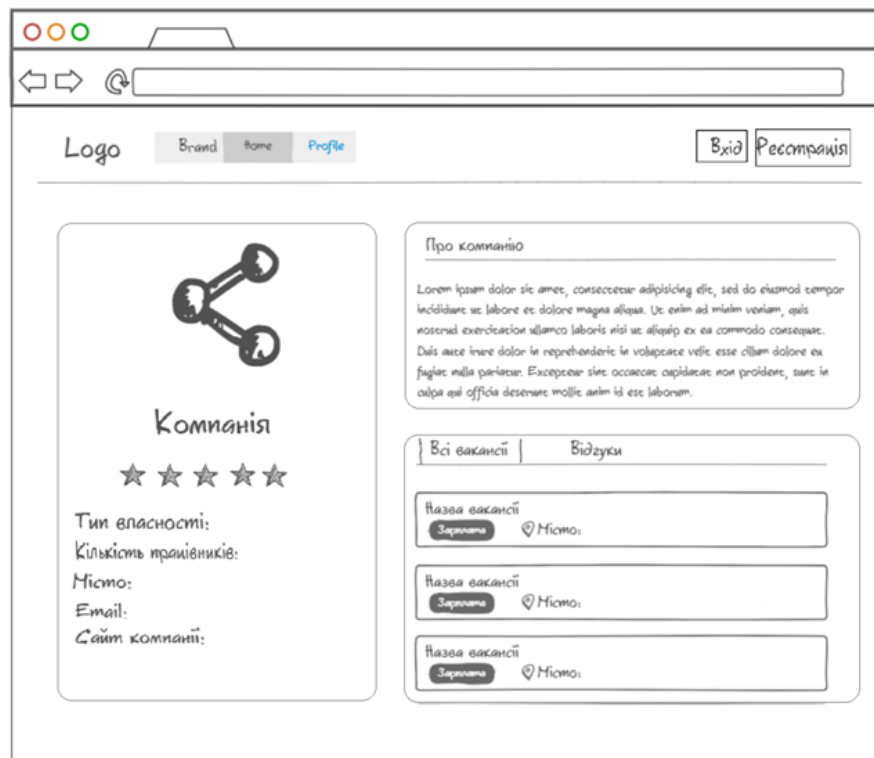 Logo
Brand Home Profile
Вхід Реєстрація
Компанія
Тип власності:
Кількість працівників:
Місто:
Email:
Сайт компанії:
Про компанію
Lorem ipsum dolor sit amet, consectetur adipisicing elit, sed do eiusmod tempor
incididunt ut labore et dolore magna aliqua. Ut enim ad minim veniam, quis
nostrud exercitation ullamco laboris nisi ut aliquip ex ea commodo consequat.
Duis aute irure dolor in reprehenderit in voluptate velit esse cillum dolore eu
fugiat nulla pariatur. Excepteur sint occaecat cupidatat non proident, sunt in
culpa qui officia deserunt mollit anim id est laborum.
Всі вакансії Відгуки
Назва вакансії
Зарплата Місто:
Назва вакансії
Зарплата Місто:
Назва вакансії
Зарплата Місто: